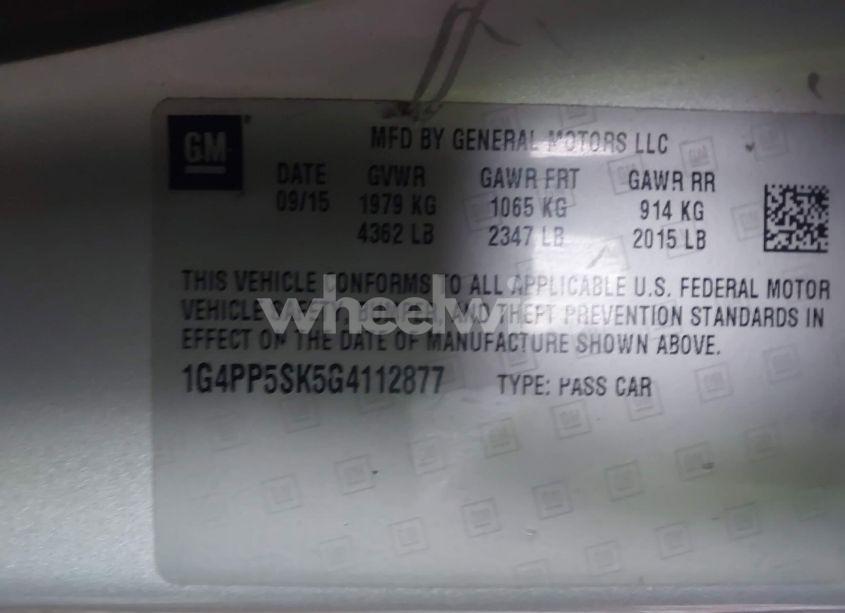 GM
MFD BY GENERAL MOTORS LLC
DATE GVWR GAWR FRT GAWR RR
09/15 1979 KG 1065 KG 914 KG
4362 LB 2347 LB 2015 LB
THIS VEHICLE CONFORMS TO ALL APPLICABLE U.S. FEDERAL MOTOR
VEHICLE AND THEFT PREVENTION STANDARDS IN
EFFECT ON THE DATE OF MANUFACTURE SHOWN ABOVE.
1G4PP5SK5G4112877 TYPE: PASS CAR